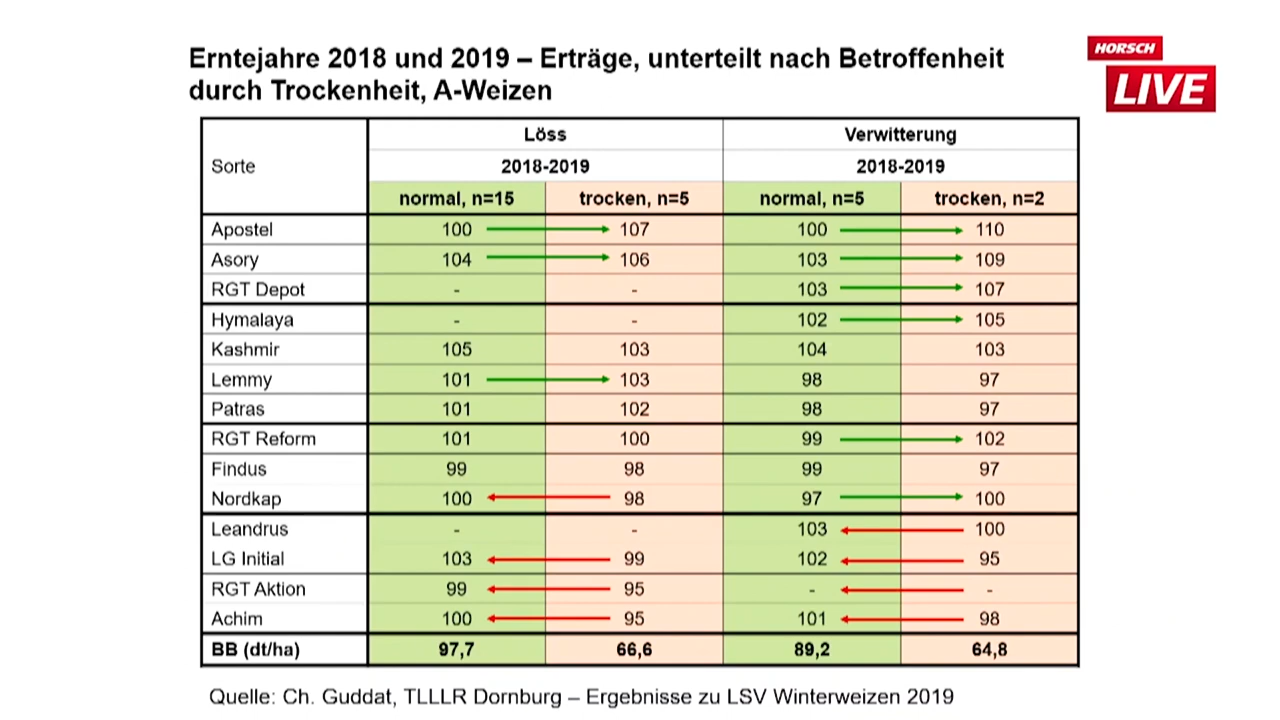 Erntejahre 2018 und 2019 – Erträge, unterteilt nach Betroffenheit
durch Trockenheit, A-Weizen
HORSCH
LIVE
Sorte
Löss
Verwitterung
2018-2019
2018-2019
normal, n=15
trocken, n=5
normal, n=5
trocken, n=2
Apostel 100 107 100 110
Asory 104 106 103 109
RGT Depot - - 103 107
Hymalaya - - 102 105
Kashmir 105 103 104 103
Lemmy 101 103 98 97
Patras 101 102 98 97
RGT Reform 101 100 99 102
Findus 99 98 99 97
Nordkap 100 98 97 100
Leandrus - - 103 100
LG Initial 103 99 102 95
RGT Aktion 99 95 - -
Achim 100 95 101 98
BB (dt/ha) 97,7 66,6 89,2 64,8
Quelle: Ch. Guddat, TLLLR Dornburg – Ergebnisse zu LSV Winterweizen 2019